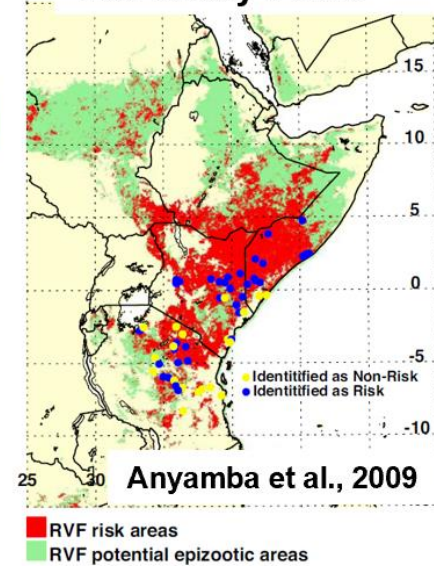 15
10
5
0
-5
Identitified as Non-Risk
Identitified as Risk
-10
25
30
Anyamba et al., 2009
RVF risk areas
RVF potential epizootic areas